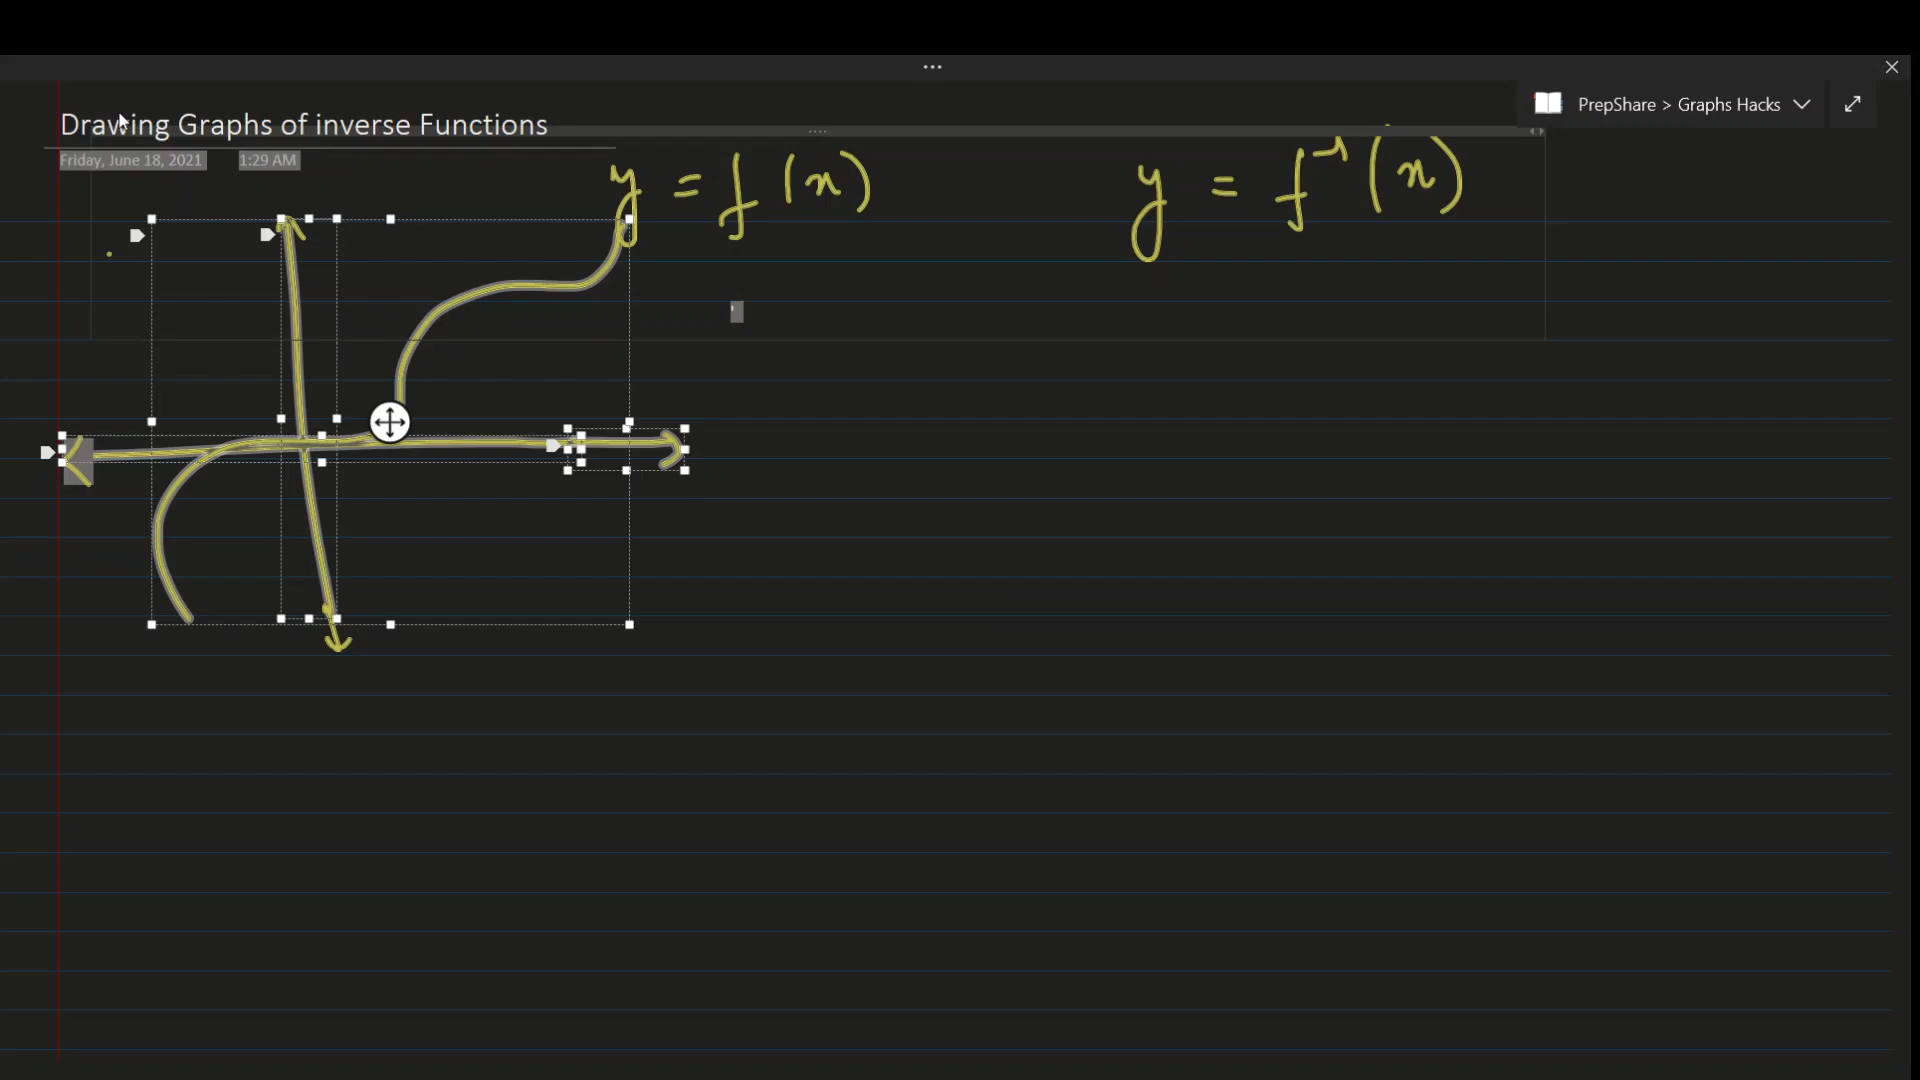 PrepShare > Graphs Hacks
Drawing Graphs of inverse Functions
Friday, June 18, 2021 1:29 AM
y = f(x) y = f⁻¹(x)